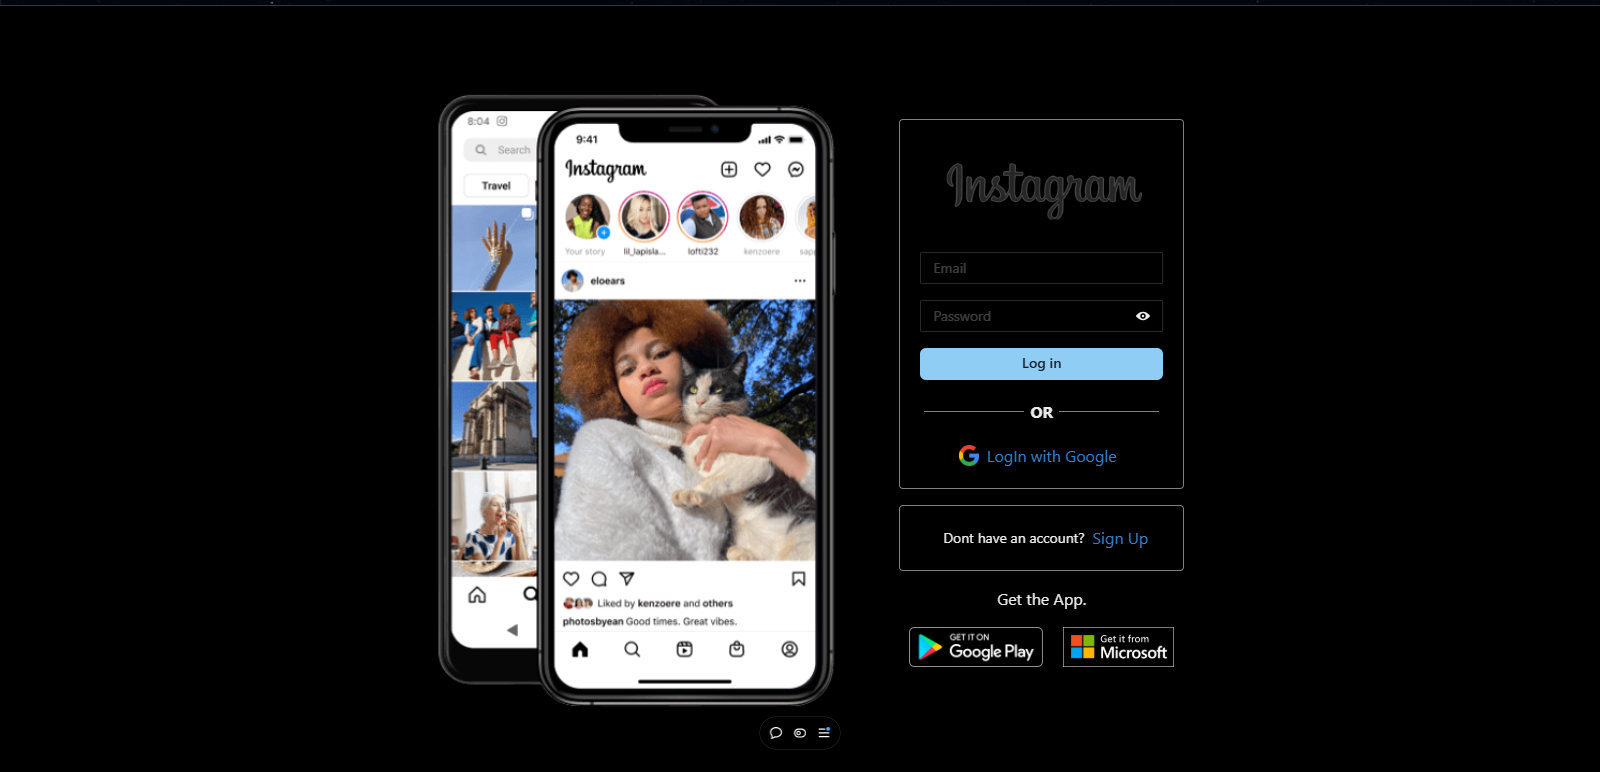 8:04
Search
Travel
9:41
Instagram
Your story
lil_lapisla...
lofti232
kenzoere
sap
eloears
Liked by kenzoere and others
photosbyean Good times. Great vibes.
Instagram
Email
Password
Log in
OR
LogIn with Google
Dont have an account? Sign Up
Get the App.
GET IT ON
Google Play
Get it from
Microsoft